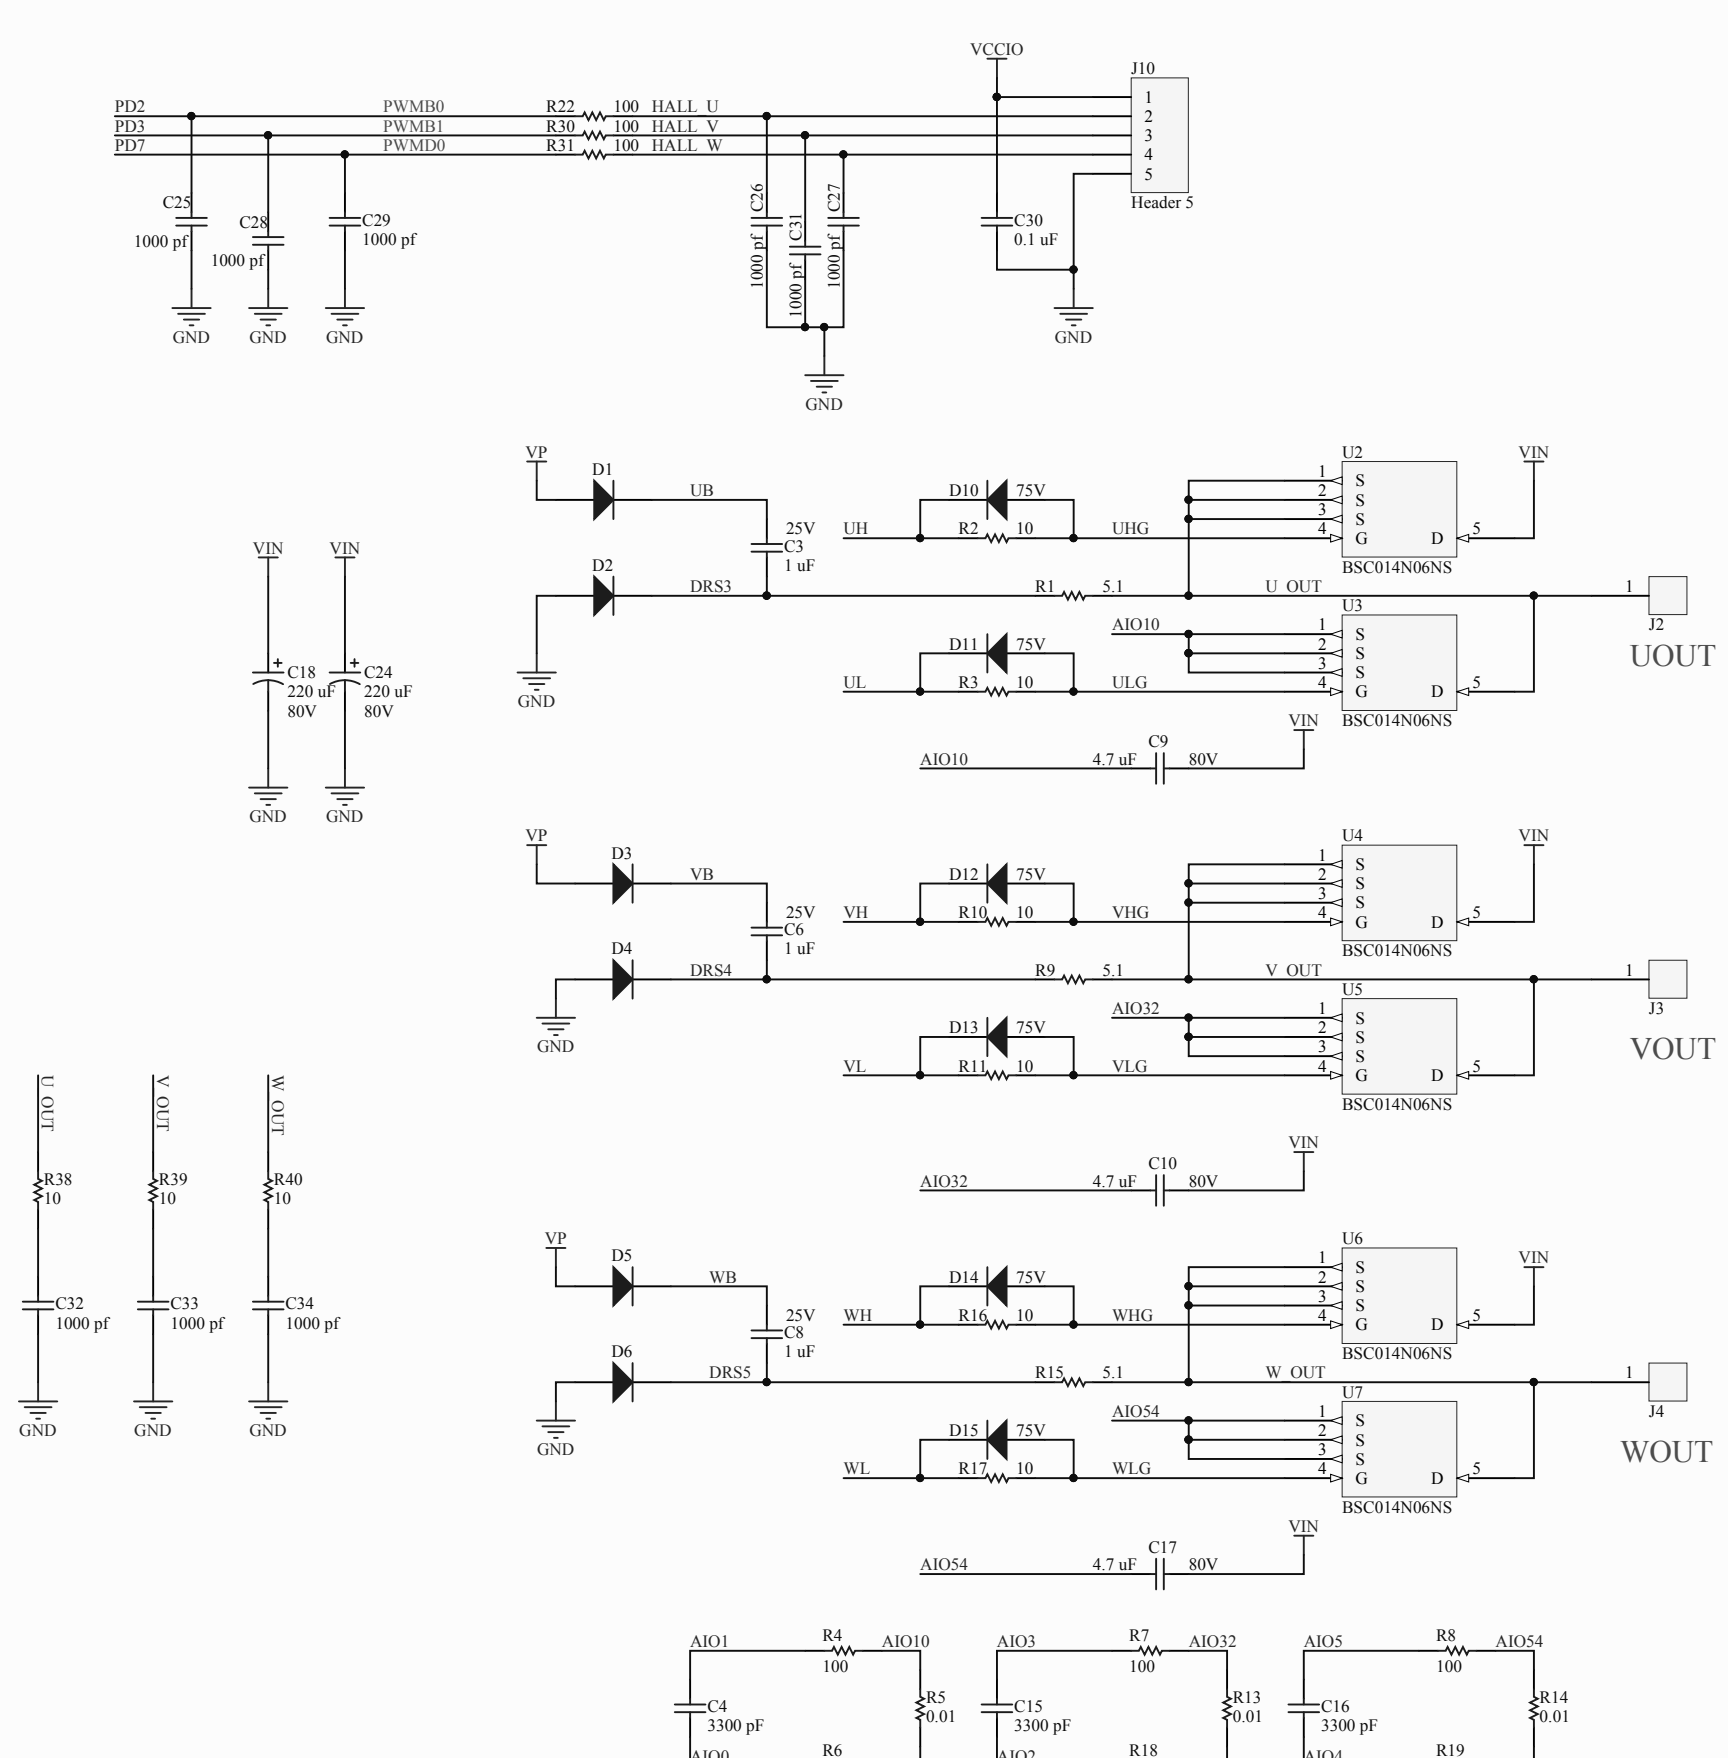 VCCIO
J10
PD2 PWMB0 R22 100 HALL_U
PD3 PWMB1 R30 100 HALL_V
PD7 PWMD0 R31 100 HALL_W
1
2
3
4
5
Header 5
C25
1000 pf
C28
1000 pf
C29
1000 pf
C26
1000 pf
C31
1000 pf
C27
1000 pf
C30
0.1 uF
GND
GND
GND
GND
GND
VIN
C18
220 uF
80V
GND
VIN
C24
220 uF
80V
GND
VP
D1
UB
25V
C3
1 uF
D2
DRS3
GND
D10 75V
UH R2 10 UHG
R1 5.1
U_OUT
U2
1 S
2 S
3 S
4 G D 5
BSC014N06NS
VIN
U3
AIO10
1 S
2 S
3 S
4 G D 5
BSC014N06NS
D11 75V
UL R3 10 ULG
1
J2
UOUT
VIN
C9
AIO10 4.7 uF 80V
VP
D3
VB
25V
C6
1 uF
D4
DRS4
GND
D12 75V
VH R10 10 VHG
R9 5.1
V_OUT
U4
1 S
2 S
3 S
4 G D 5
BSC014N06NS
VIN
U5
AIO32
1 S
2 S
3 S
4 G D 5
BSC014N06NS
D13 75V
VL R11 10 VLG
1
J3
VOUT
VIN
C10
AIO32 4.7 uF 80V
U_OUT
R38
10
C32
1000 pf
GND
V_OUT
R39
10
C33
1000 pf
GND
W_OUT
R40
10
C34
1000 pf
GND
VP
D5
WB
25V
C8
1 uF
D6
DRS5
GND
D14 75V
WH R16 10 WHG
R15 5.1
W_OUT
U6
1 S
2 S
3 S
4 G D 5
BSC014N06NS
VIN
U7
AIO54
1 S
2 S
3 S
4 G D 5
BSC014N06NS
D15 75V
WL R17 10 WLG
1
J4
WOUT
VIN
C17
AIO54 4.7 uF 80V
AIO1 R4 AIO10
100
C4
3300 pF
R5
0.01
AIO0 R6
AIO3 R7 AIO32
100
C15
3300 pF
R13
0.01
AIO2 R18
AIO5 R8 AIO54
100
C16
3300 pF
R14
0.01
AIO4 R19